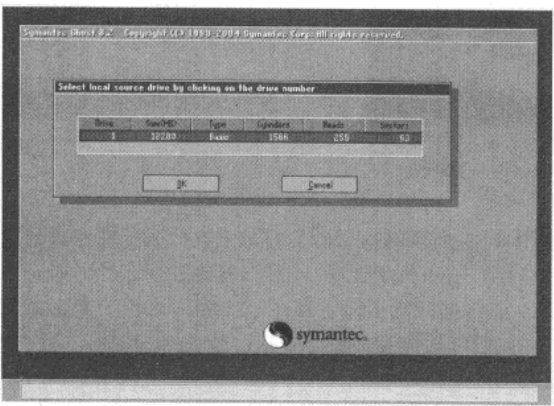 Symantec Ghost 8.2 Copyright (C) 1998-2004 Symantec Corp. All rights reserved.
Select local source drive by clicking on the drive number
Drive Size(MB) Type Cylinders Heads Sectors
1 12280 Basic 1566 255 63
OK Cancel
symantec.